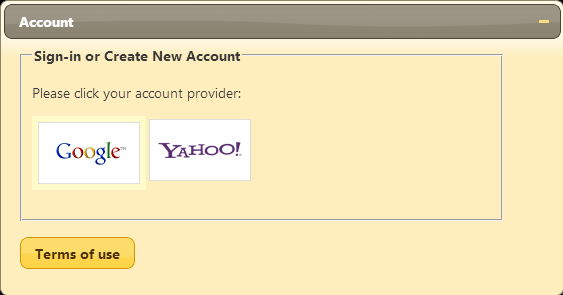 Account
Sign-in or Create New Account
Please click your account provider:
Google™ YAHOO!
Terms of use